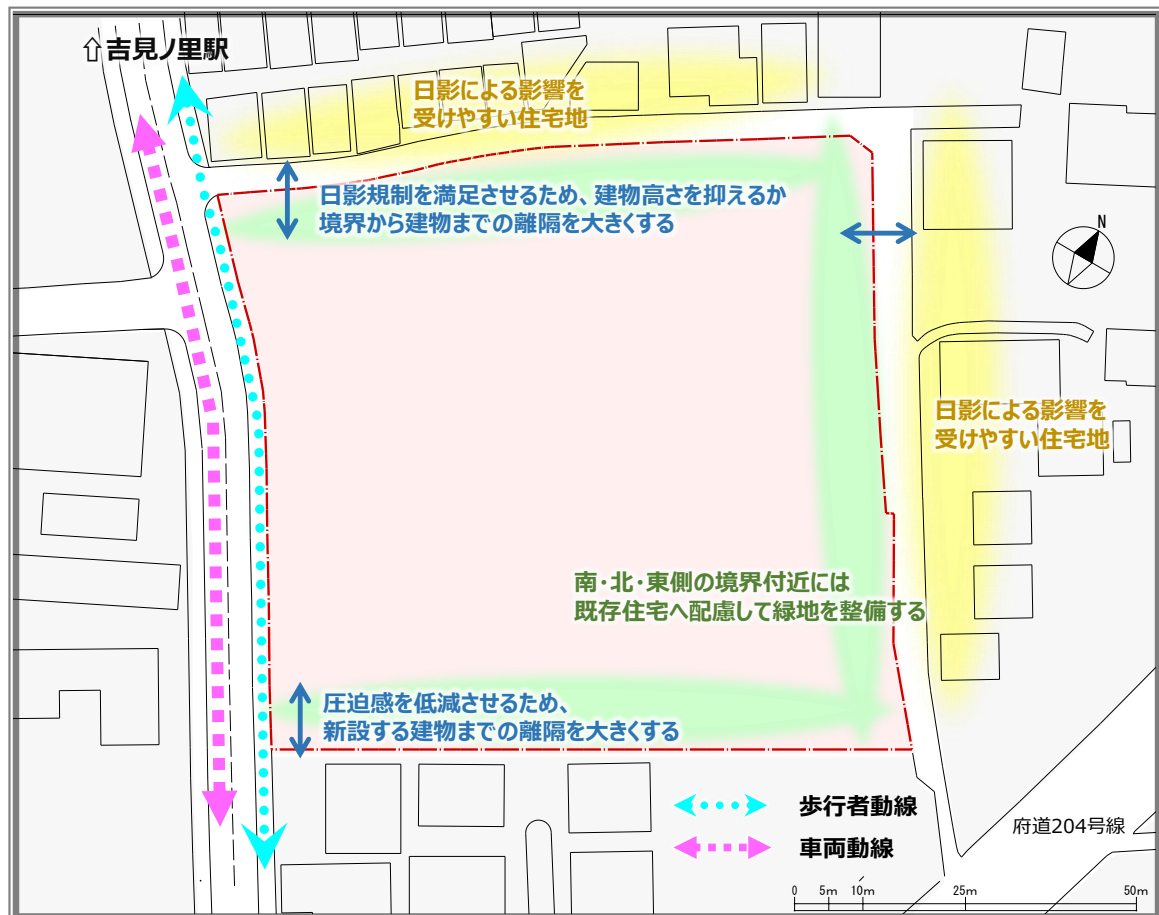 ⇧吉見ノ里駅
日影による影響を
受けやすい住宅地
日影規制を満足させるため、建物高さを抑えるか
境界から建物までの離隔を大きくする
N
日影による影響を
受けやすい住宅地
南・北・東側の境界付近には
既存住宅へ配慮して緑地を整備する
圧迫感を低減させるため、
新設する建物までの離隔を大きくする
歩行者動線
車両動線
府道204号線
0 5m 10m 25m 50m